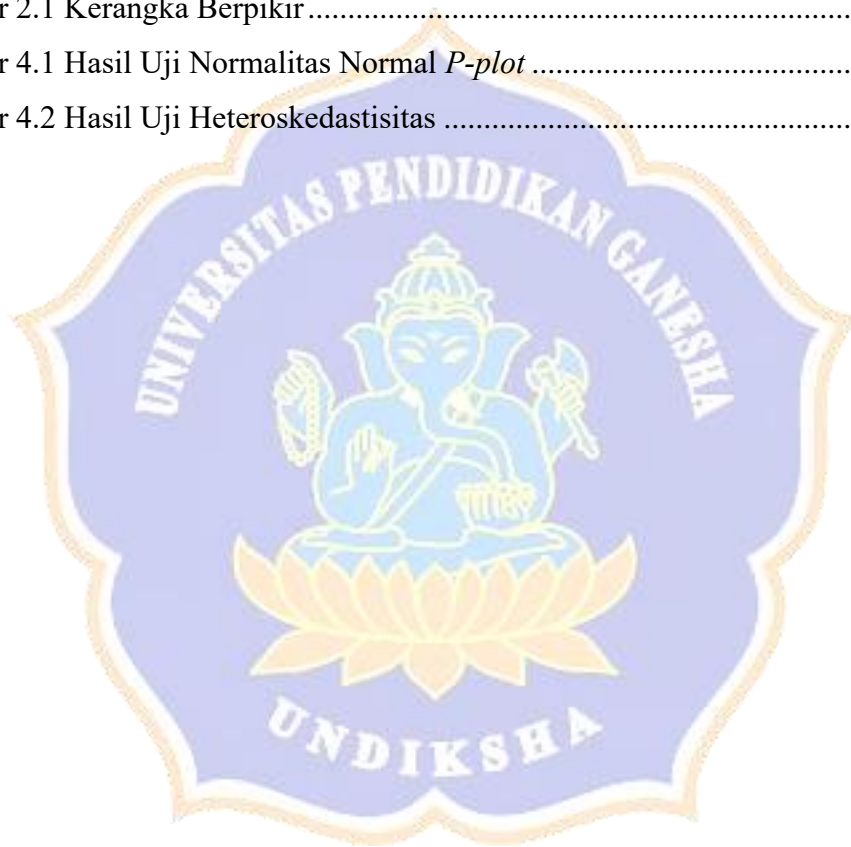 r 2.1 Kerangka Berpikir........................................................................
r 4.1 Hasil Uji Normalitas Normal P-plot ..........................................
r 4.2 Hasil Uji Heteroskedastisitas .....................................................
UNIVERSITAS PENDIDIKAN GANESHA
UNDIKSHA